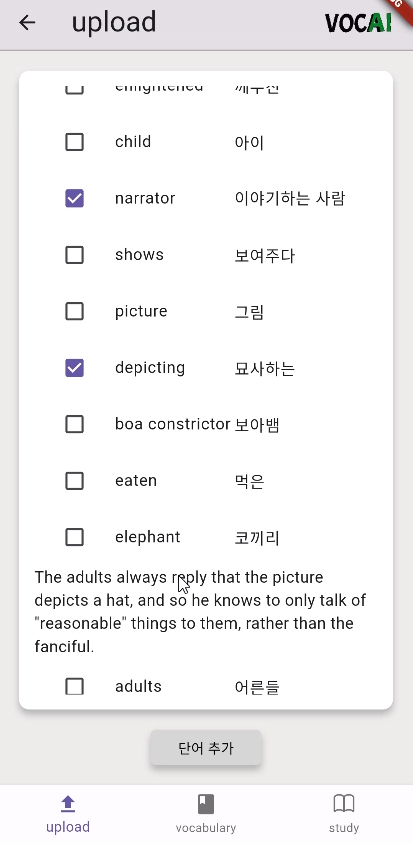 upload
VOCAI
enlightened 깨우친
child 아이
narrator 이야기하는 사람
shows 보여주다
picture 그림
depicting 묘사하는
boa constrictor 보아뱀
eaten 먹은
elephant 코끼리
The adults always reply that the picture
depicts a hat, and so he knows to only talk of
"reasonable" things to them, rather than the
fanciful.
adults 어른들
단어 추가
upload
vocabulary
study